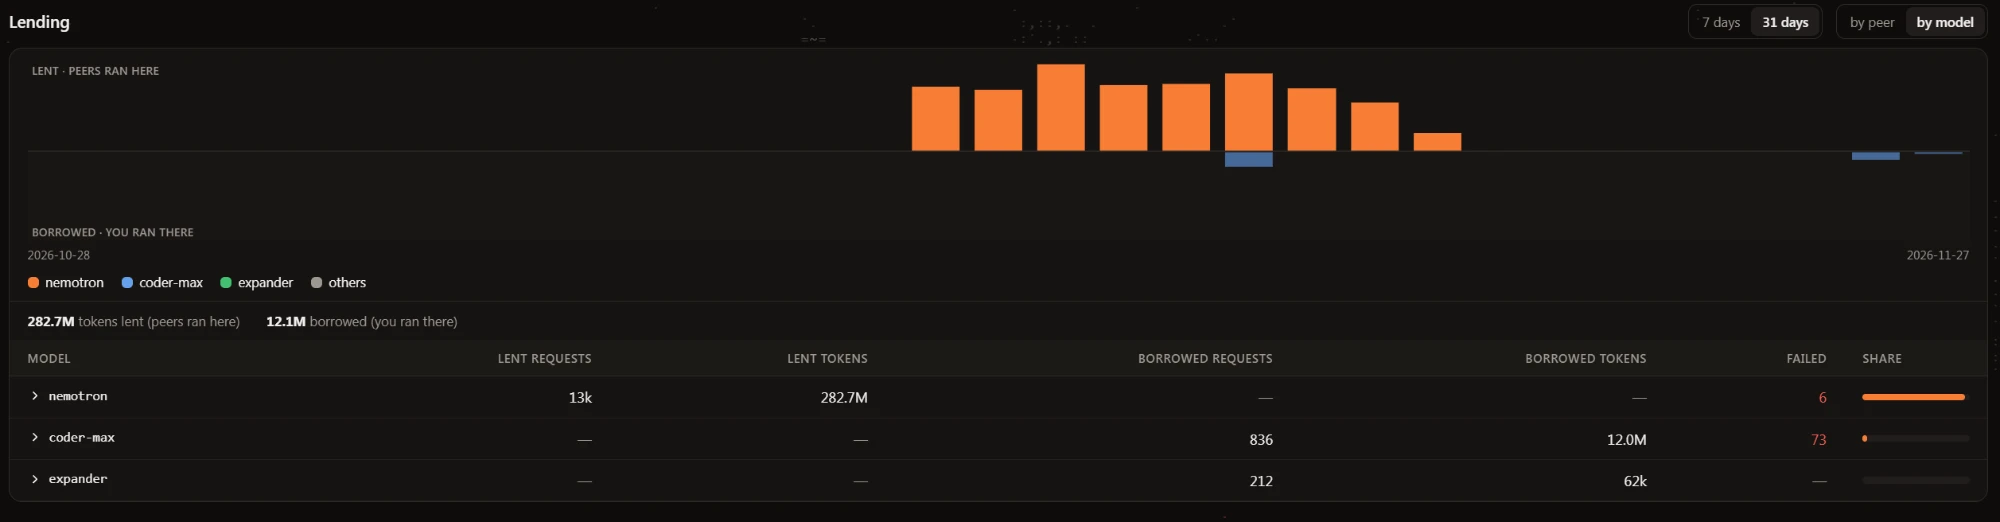 Lending
7 days 31 days by peer by model
LENT · PEERS RAN HERE
BORROWED · YOU RAN THERE
2026-10-28 2026-11-27
nemotron coder-max expander others
282.7M tokens lent (peers ran here) 12.1M borrowed (you ran there)
MODEL LENT REQUESTS LENT TOKENS BORROWED REQUESTS BORROWED TOKENS FAILED SHARE
nemotron 13k 282.7M — — 6
coder-max — — 836 12.0M 73
expander — — 212 62k —